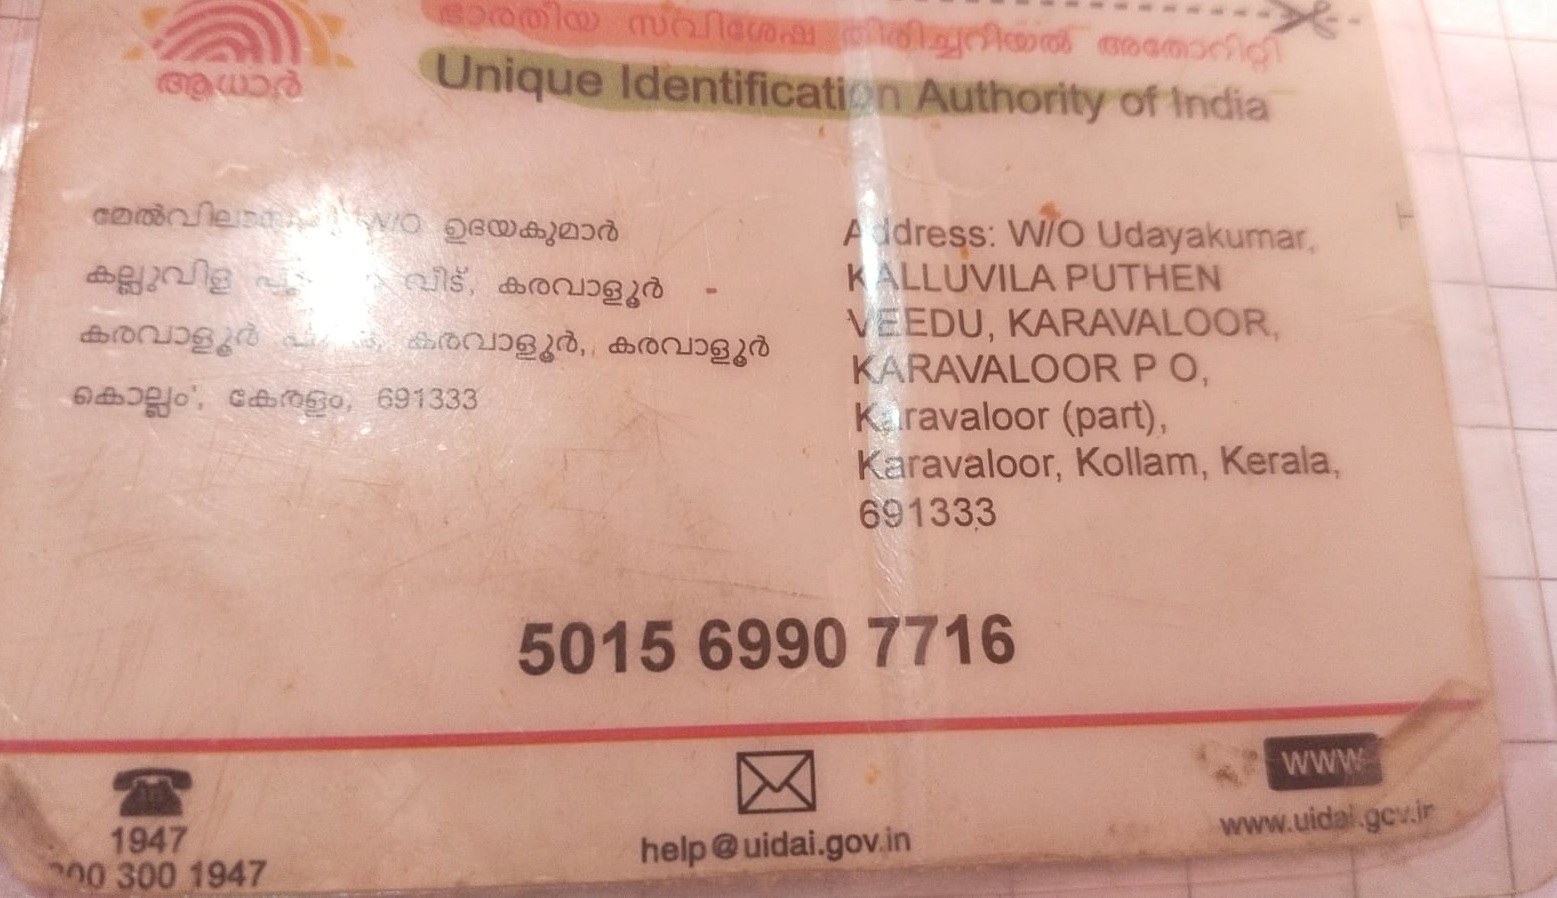 ഭാരതീയ സവിശേഷ തിരിച്ചറിയൽ അതോറിറ്റി
ആധാർ
Unique Identification Authority of India
W/O ഉദയകുമാർ
കല്ലുവിള വീട്, കരവാളൂർ
കരവാളൂർ കരവാളൂർ, കരവാളൂർ
കൊല്ലം', കേരളം, 691333
Address: W/O Udayakumar,
KALLUVILA PUTHEN
VEEDU, KARAVALOOR,
KARAVALOOR P O,
Karavaloor (part),
Karavaloor, Kollam, Kerala,
691333
5015 6990 7716
1947
300 1947
help@uidai.gov.in
WWW
www.uidai.gov.in